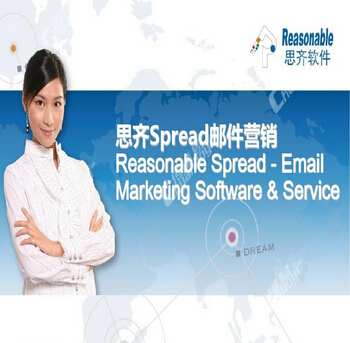 Reasonable
思齐软件
思齐Spread邮件营销
Reasonable Spread - Email
Marketing Software & Service
DREAM